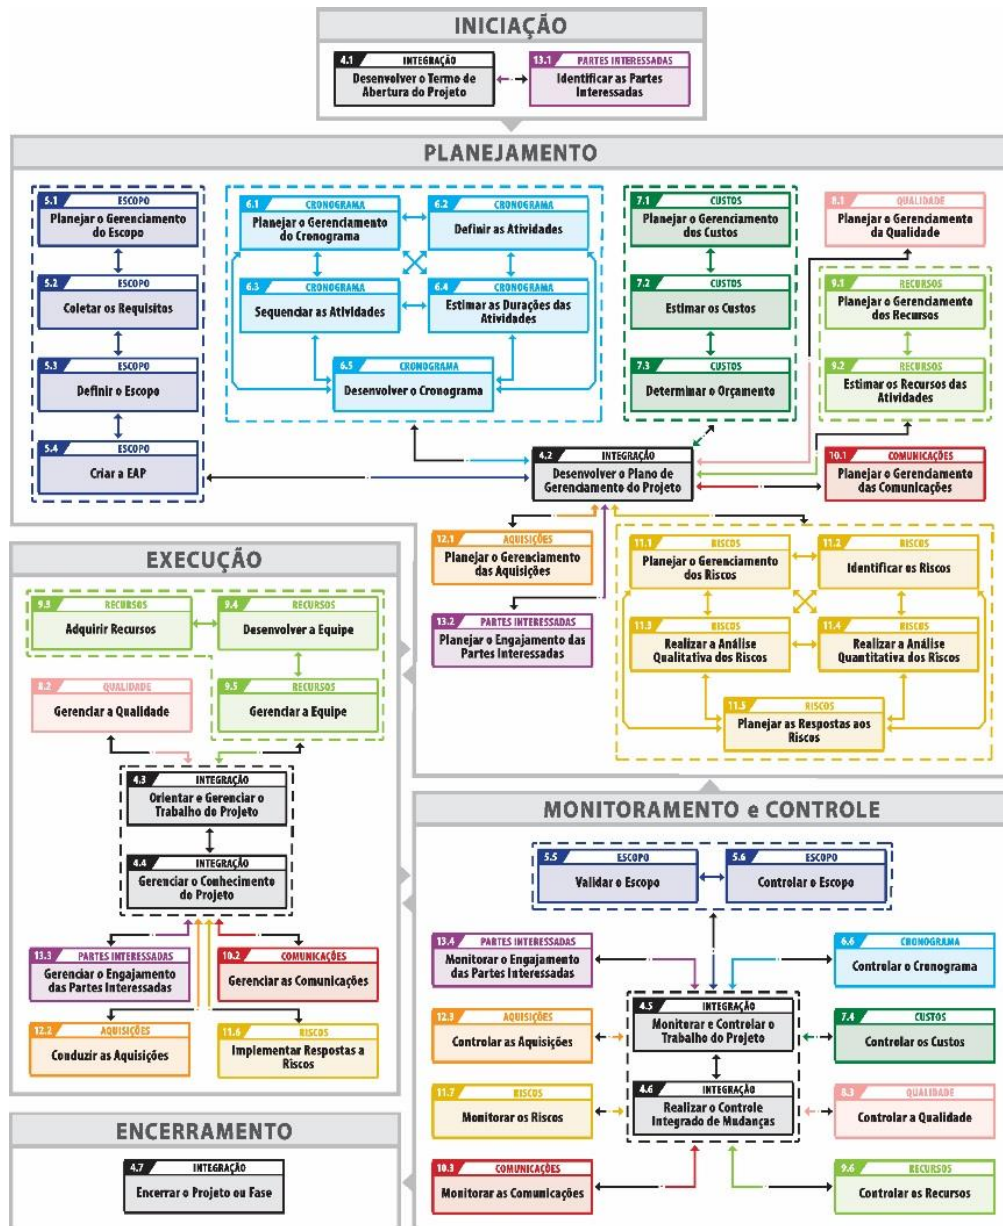 INICIAÇÃO
4.1 INTEGRAÇÃO
Desenvolver o Termo de
Abertura do Projeto
13.1 PARTES INTERESSADAS
Identificar as Partes
Interessadas
PLANEJAMENTO
5.1 ESCOPO
Planejar o Gerenciamento
do Escopo
5.2 ESCOPO
Coletar os Requisitos
5.3 ESCOPO
Definir o Escopo
5.4 ESCOPO
Criar a EAP
6.1 CRONOGRAMA
Planejar o Gerenciamento
do Cronograma
6.2 CRONOGRAMA
Definir as Atividades
6.3 CRONOGRAMA
Sequenciar as Atividades
6.4 CRONOGRAMA
Estimar as Durações das
Atividades
6.5 CRONOGRAMA
Desenvolver o Cronograma
7.1 CUSTOS
Planejar o Gerenciamento
dos Custos
7.2 CUSTOS
Estimar os Custos
7.3 CUSTOS
Determinar o Orçamento
8.1 QUALIDADE
Planejar o Gerenciamento
da Qualidade
9.1 RECURSOS
Planejar o Gerenciamento
dos Recursos
9.2 RECURSOS
Estimar os Recursos das
Atividades
4.2 INTEGRAÇÃO
Desenvolver o Plano de
Gerenciamento do Projeto
10.1 COMUNICAÇÕES
Planejar o Gerenciamento
das Comunicações
12.1 AQUISIÇÕES
Planejar o Gerenciamento
das Aquisições
13.2 PARTES INTERESSADAS
Planejar o Engajamento das
Partes Interessadas
11.1 RISCOS
Planejar o Gerenciamento
dos Riscos
11.2 RISCOS
Identificar os Riscos
11.3 RISCOS
Realizar a Análise
Qualitativa dos Riscos
11.4 RISCOS
Realizar a Análise
Quantitativa dos Riscos
11.5 RISCOS
Planejar as Respostas aos
Riscos
EXECUÇÃO
9.3 RECURSOS
Adquirir Recursos
9.4 RECURSOS
Desenvolver a Equipe
8.2 QUALIDADE
Gerenciar a Qualidade
9.5 RECURSOS
Gerenciar a Equipe
4.3 INTEGRAÇÃO
Orientar e Gerenciar o
Trabalho do Projeto
4.4 INTEGRAÇÃO
Gerenciar o Conhecimento
do Projeto
13.3 PARTES INTERESSADAS
Gerenciar o Engajamento
das Partes Interessadas
10.2 COMUNICAÇÕES
Gerenciar as Comunicações
12.2 AQUISIÇÕES
Conduzir as Aquisições
11.6 RISCOS
Implementar Respostas a
Riscos
MONITORAMENTO e CONTROLE
5.5 ESCOPO
Validar o Escopo
5.6 ESCOPO
Controlar o Escopo
13.4 PARTES INTERESSADAS
Monitorar o Engajamento
das Partes Interessadas
6.6 CRONOGRAMA
Controlar o Cronograma
12.3 AQUISIÇÕES
Controlar as Aquisições
4.5 INTEGRAÇÃO
Monitorar e Controlar o
Trabalho do Projeto
7.4 CUSTOS
Controlar os Custos
11.7 RISCOS
Monitorar os Riscos
4.6 INTEGRAÇÃO
Realizar o Controle
Integrado de Mudanças
8.3 QUALIDADE
Controlar a Qualidade
10.3 COMUNICAÇÕES
Monitorar as Comunicações
9.6 RECURSOS
Controlar os Recursos
ENCERRAMENTO
4.7 INTEGRAÇÃO
Encerrar o Projeto ou Fase